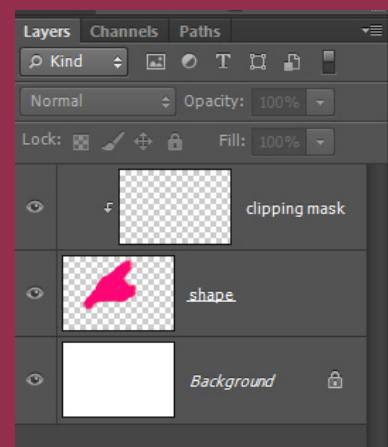 Layers Channels Paths
Kind
Normal Opacity: 100%
Lock: Fill: 100%
clipping mask
shape
Background